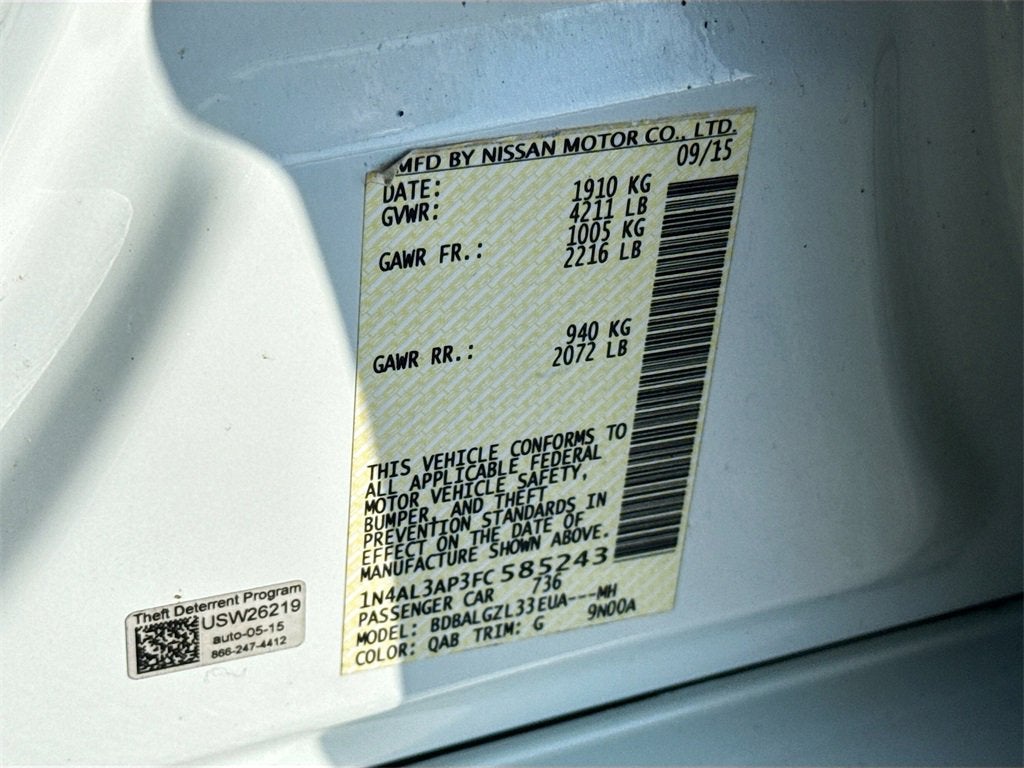 MFD BY NISSAN MOTOR CO., LTD.
DATE: 09/15
GVWR: 1910 KG
4211 LB
GAWR FR.: 1005 KG
2216 LB
GAWR RR.: 940 KG
2072 LB
THIS VEHICLE CONFORMS TO
ALL APPLICABLE FEDERAL
MOTOR VEHICLE SAFETY,
BUMPER, AND THEFT
PREVENTION STANDARDS IN
EFFECT ON THE DATE OF
MANUFACTURE SHOWN ABOVE.
1N4AL3AP3FC585243
PASSENGER CAR 736
MODEL: BDBALGZL33EUA---MH
COLOR: QAB TRIM: G 9N00A
Theft Deterrent Program
USW26219
auto-05-15
866-247-4412